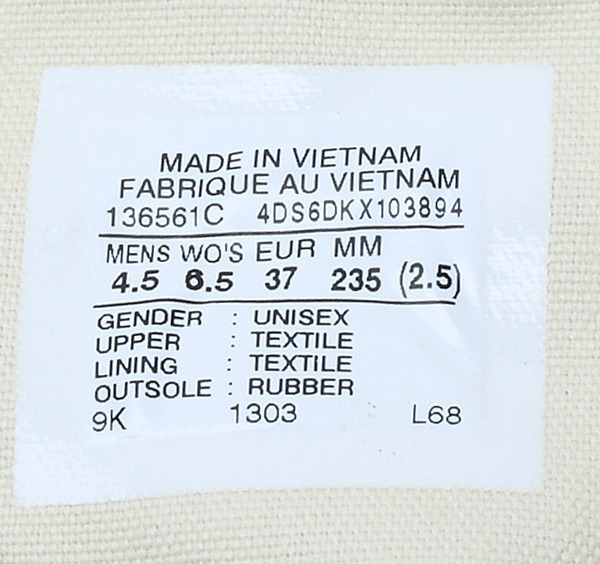 MADE IN VIETNAM
FABRIQUE AU VIETNAM
136561C 4DS6DKX103894
MENS WO'S EUR MM
4.5 6.5 37 235 (2.5)
GENDER : UNISEX
UPPER : TEXTILE
LINING : TEXTILE
OUTSOLE : RUBBER
9K 1303 L68